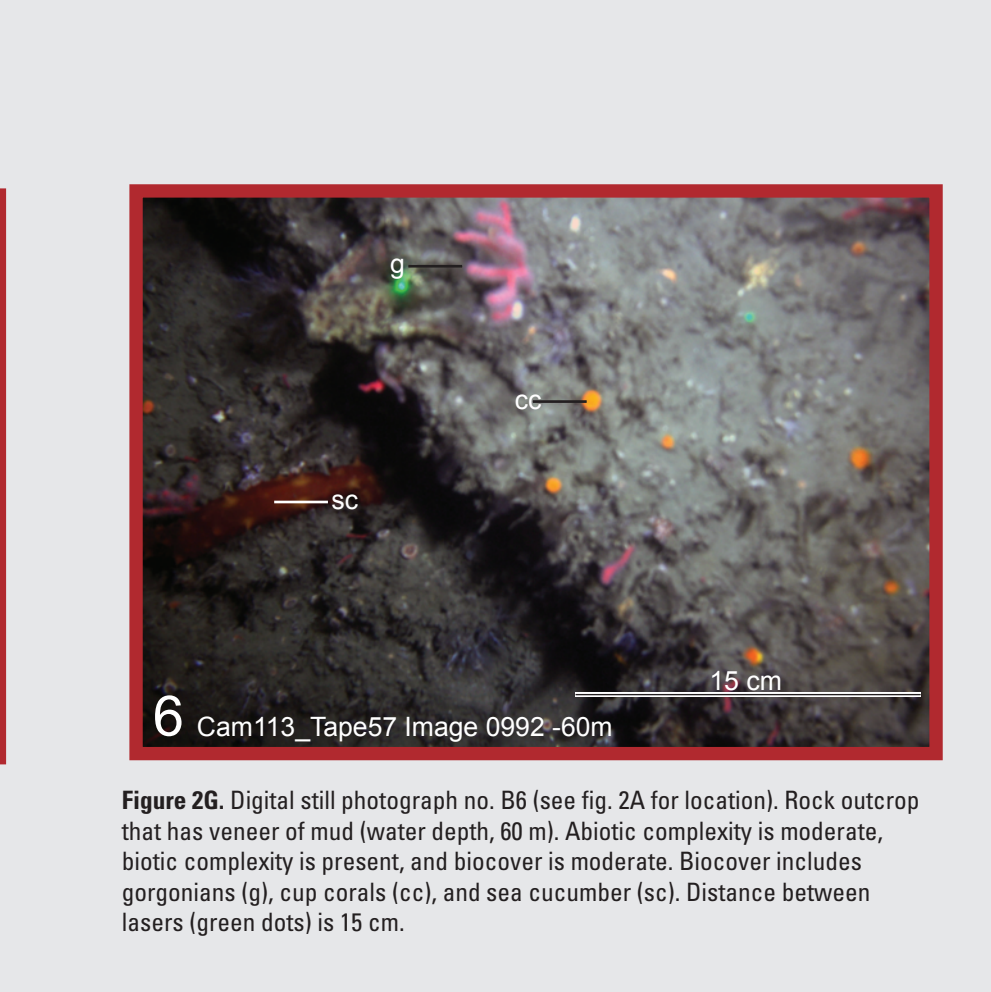 g
cc
sc
15 cm
6 Cam113_Tape57 Image 0992 -60m
Figure 2G. Digital still photograph no. B6 (see fig. 2A for location). Rock outcrop
that has veneer of mud (water depth, 60 m). Abiotic complexity is moderate,
biotic complexity is present, and biocover is moderate. Biocover includes
gorgonians (g), cup corals (cc), and sea cucumber (sc). Distance between
lasers (green dots) is 15 cm.